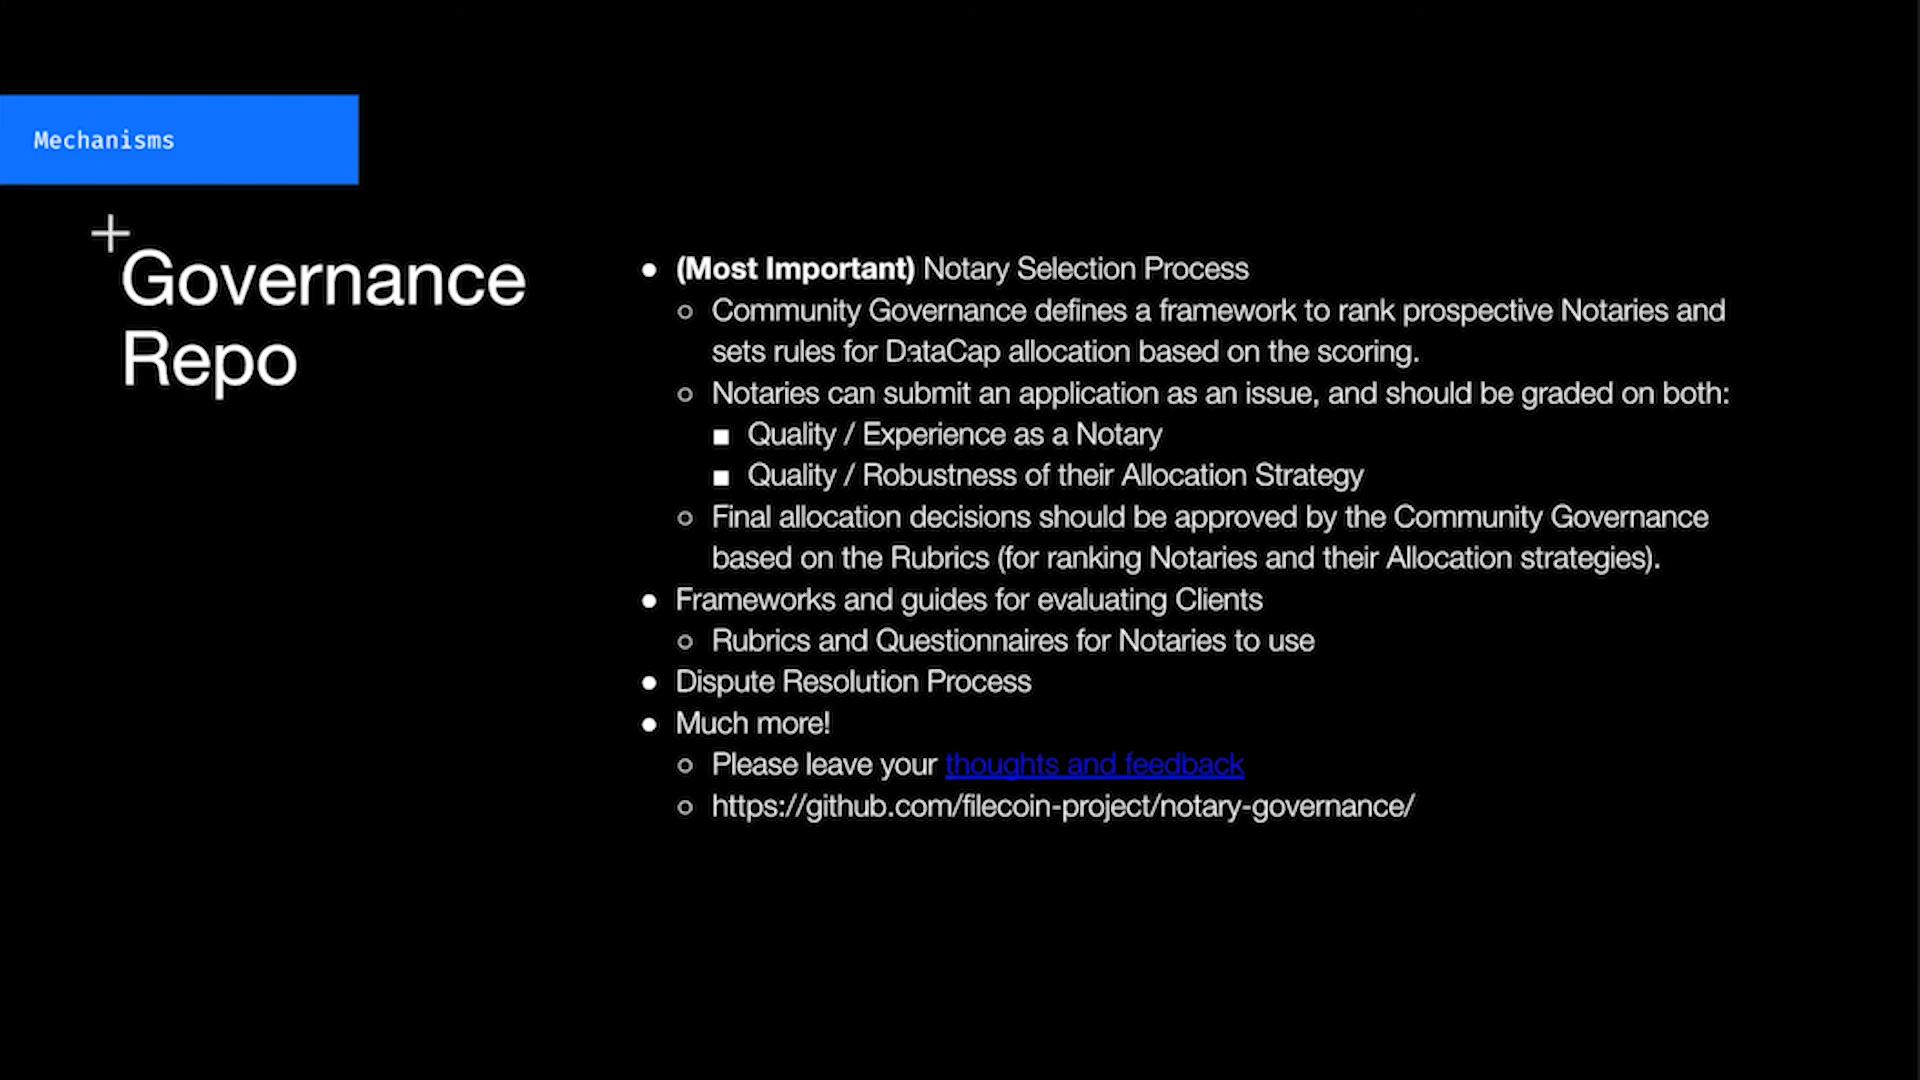 Mechanisms
Governance
Repo
(Most Important) Notary Selection Process
Community Governance defines a framework to rank prospective Notaries and
sets rules for DataCap allocation based on the scoring.
Notaries can submit an application as an issue, and should be graded on both:
Quality / Experience as a Notary
Quality / Robustness of their Allocation Strategy
Final allocation decisions should be approved by the Community Governance
based on the Rubrics (for ranking Notaries and their Allocation strategies).
Frameworks and guides for evaluating Clients
Rubrics and Questionnaires for Notaries to use
Dispute Resolution Process
Much more!
Please leave your thoughts and feedback
https://github.com/filecoin-project/notary-governance/